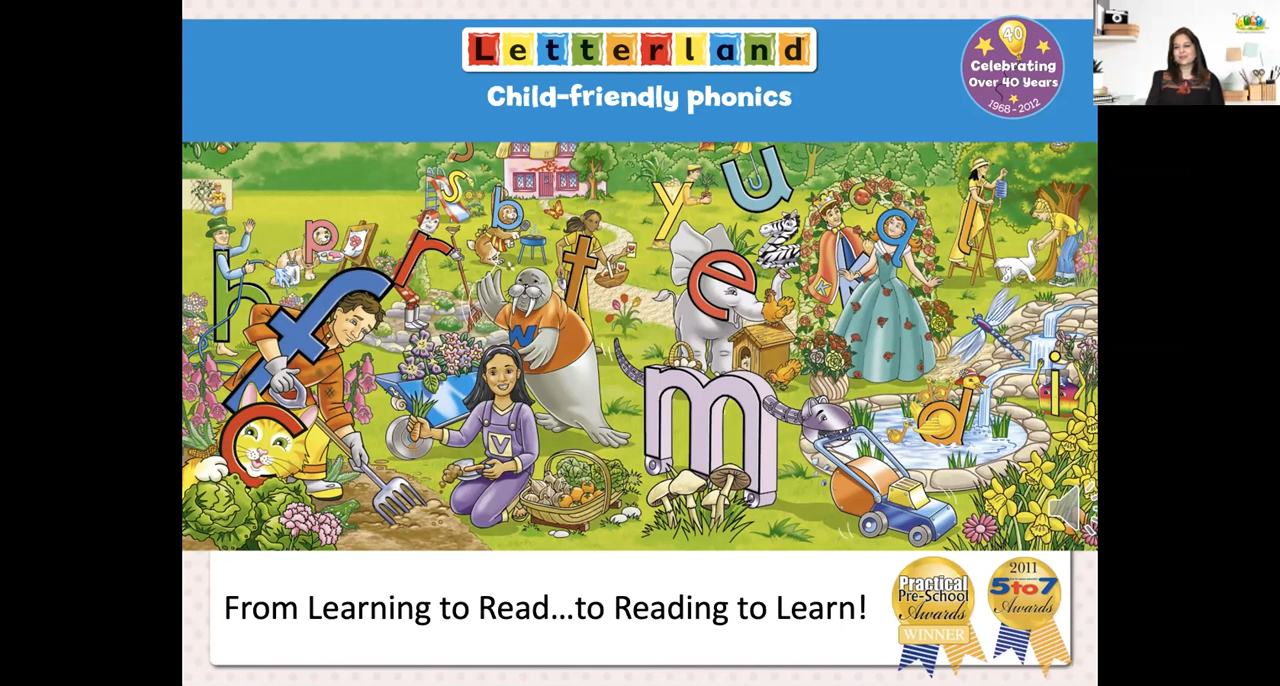 Letterland
Child-friendly phonics
40
Celebrating
Over 40 Years
1968 - 2012
s
b
y
u
p
r
t
z
q
l
h
f
e
k
n
i
c
v
m
d
From Learning to Read...to Reading to Learn!
Practical
Pre-School
Awards
WINNER
2011
5to7
Awards